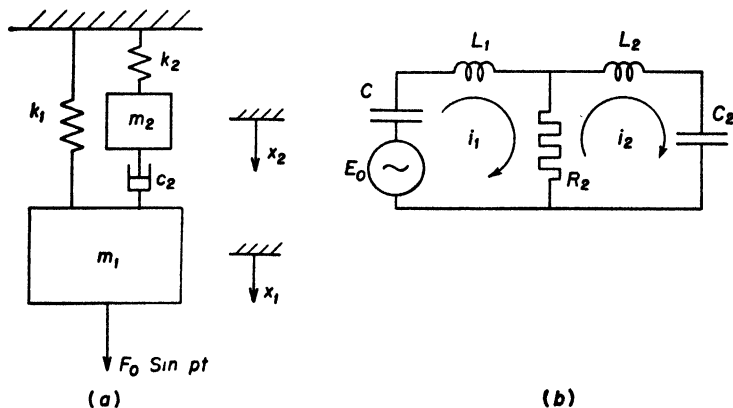 k₁
k₂
m₂
c₂
x₂
m₁
x₁
F₀ Sin pt
(a)
L₁
L₂
C
C₂
E₀
i₁
R₂
i₂
(b)